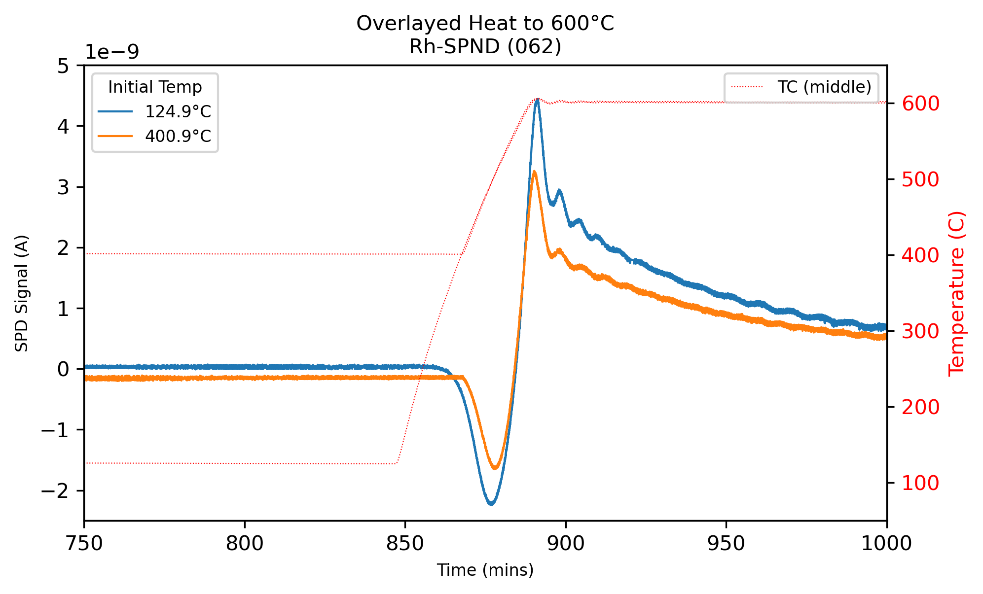 Overlayed Heat to 600°C
Rh-SPND (062)
1e−9
5
4
3
2
1
0
−1
−2
SPD Signal (A)
Initial Temp
124.9°C
400.9°C
TC (middle)
600
500
400
300
200
100
Temperature (C)
750
800
850
900
950
1000
Time (mins)